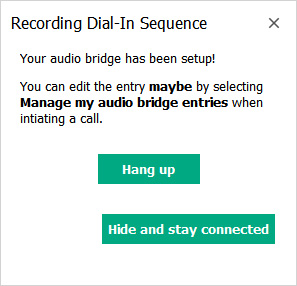 Recording Dial-In Sequence
Your audio bridge has been setup!
You can edit the entry maybe by selecting
Manage my audio bridge entries when
intiating a call.
Hang up
Hide and stay connected